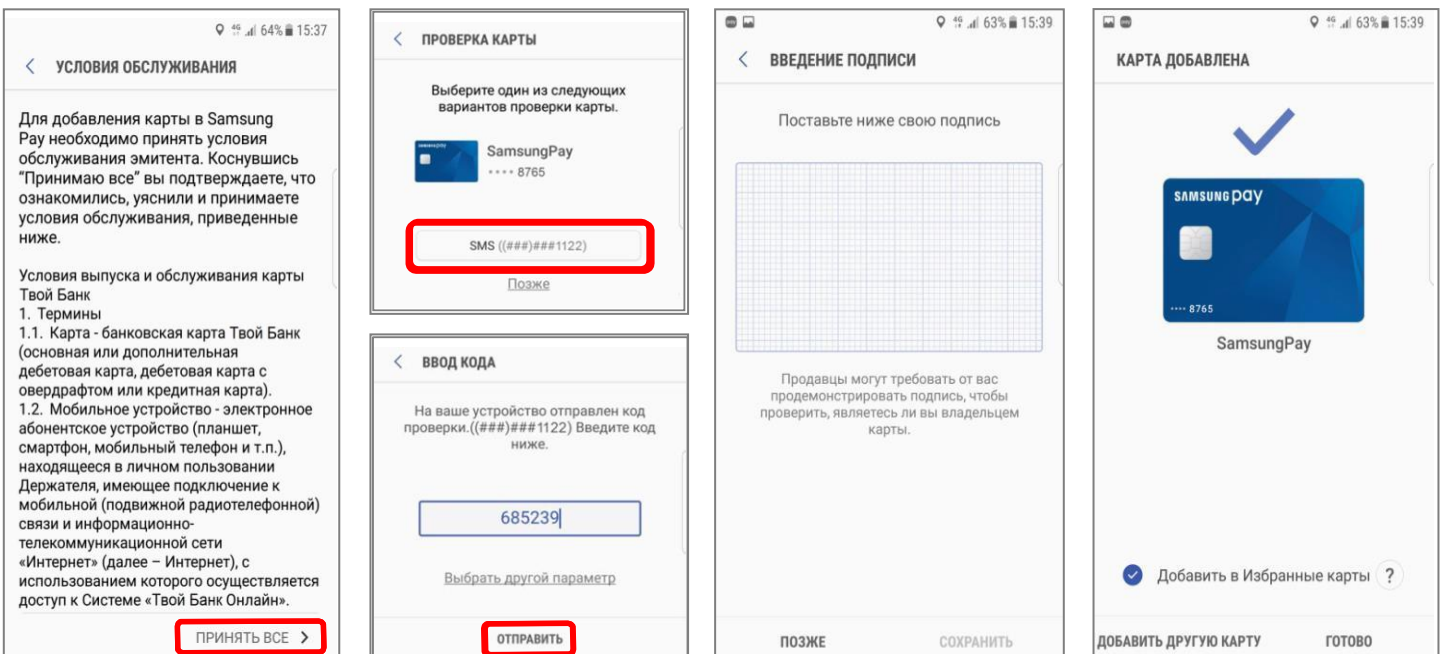 4G 64% 15:37
УСЛОВИЯ ОБСЛУЖИВАНИЯ
Для добавления карты в Samsung
Pay необходимо принять условия
обслуживания эмитента. Коснувшись
“Принимаю все” вы подтверждаете, что
ознакомились, уяснили и принимаете
условия обслуживания, приведенные
ниже.
Условия выпуска и обслуживания карты
Твой Банк
1. Термины
1.1. Карта - банковская карта Твой Банк
(основная или дополнительная
дебетовая карта, дебетовая карта с
овердрафтом или кредитная карта).
1.2. Мобильное устройство - электронное
абонентское устройство (планшет,
смартфон, мобильный телефон и т.п.),
находящееся в личном пользовании
Держателя, имеющее подключение к
мобильной (подвижной радиотелефонной)
связи и информационно-
телекоммуникационной сети
«Интернет» (далее – Интернет), с
использованием которого осуществляется
доступ к Системе «Твой Банк Онлайн».
ПРИНЯТЬ ВСЕ
ПРОВЕРКА КАРТЫ
Выберите один из следующих
вариантов проверки карты.
SamsungPay
•••• 8765
SMS ((###)###1122)
Позже
ВВОД КОДА
На ваше устройство отправлен код
проверки.((###)###1122) Введите код
ниже.
685239
Выбрать другой параметр
ОТПРАВИТЬ
4G 63% 15:39
ВВЕДЕНИЕ ПОДПИСИ
Поставьте ниже свою подпись
Продавцы могут требовать от вас
продемонстрировать подпись, чтобы
проверить, являетесь ли вы владельцем
карты.
ПОЗЖЕ СОХРАНИТЬ
4G 63% 15:39
КАРТА ДОБАВЛЕНА
SAMSUNG pay
•••• 8765
SamsungPay
Добавить в Избранные карты ?
ДОБАВИТЬ ДРУГУЮ КАРТУ ГОТОВО